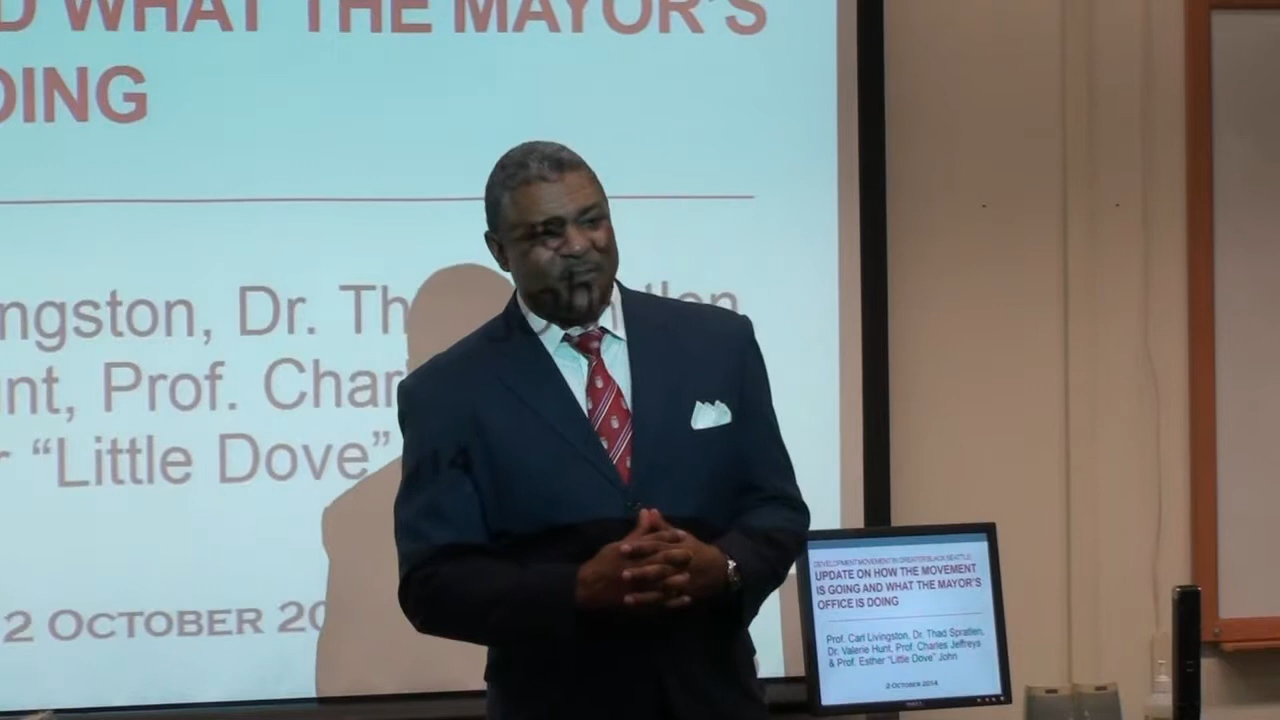 D WHAT THE MAYOR'S
OING
ngston, Dr. Th
nt, Prof. Char
r "Little Dove"
2 OCTOBER 20
DEVELOPMENT MOVEMENT IN GREATER BLACK SEATTLE:
UPDATE ON HOW THE MOVEMENT
IS GOING AND WHAT THE MAYOR'S
OFFICE IS DOING
Prof. Carl Livingston, Dr. Thad Spratlen,
Dr. Valerie Hunt, Prof. Charles Jeffreys
& Prof. Esther "Little Dove" John
2 OCTOBER 2014
DELL